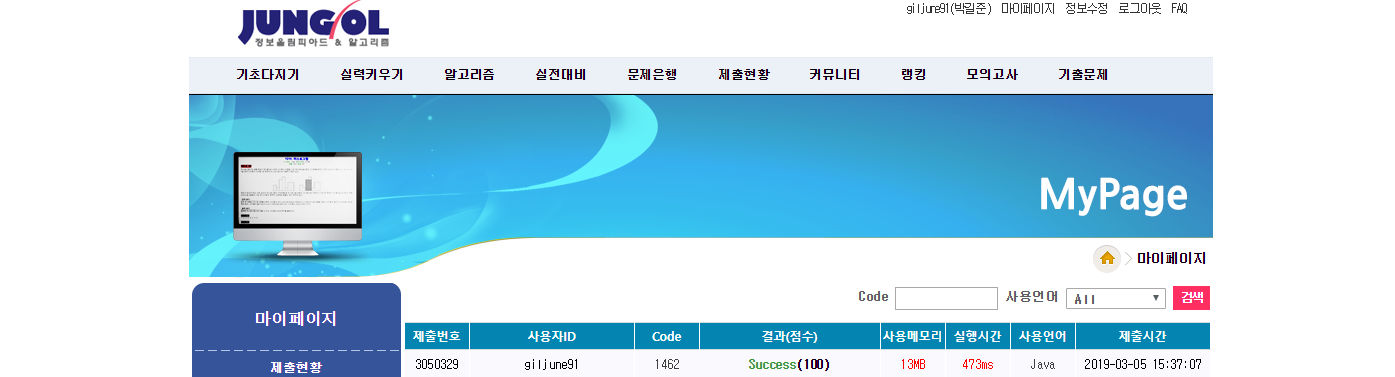 giljune91(박길준) 마이페이지 정보수정 로그아웃 FAQ
JUNGOL
정보올림피아드 & 알고리즘
기초다지기 실력키우기 알고리즘 실전대비 문제은행 제출현황 커뮤니티 랭킹 모의고사 기출문제
MyPage
마이페이지
Code 사용언어 All 검색
마이페이지
제출현황
제출번호 사용자ID Code 결과(점수) 사용메모리 실행시간 사용언어 제출시간
3050329 giljune91 1462 Success(100) 13MB 473ms Java 2019-03-05 15:37:07